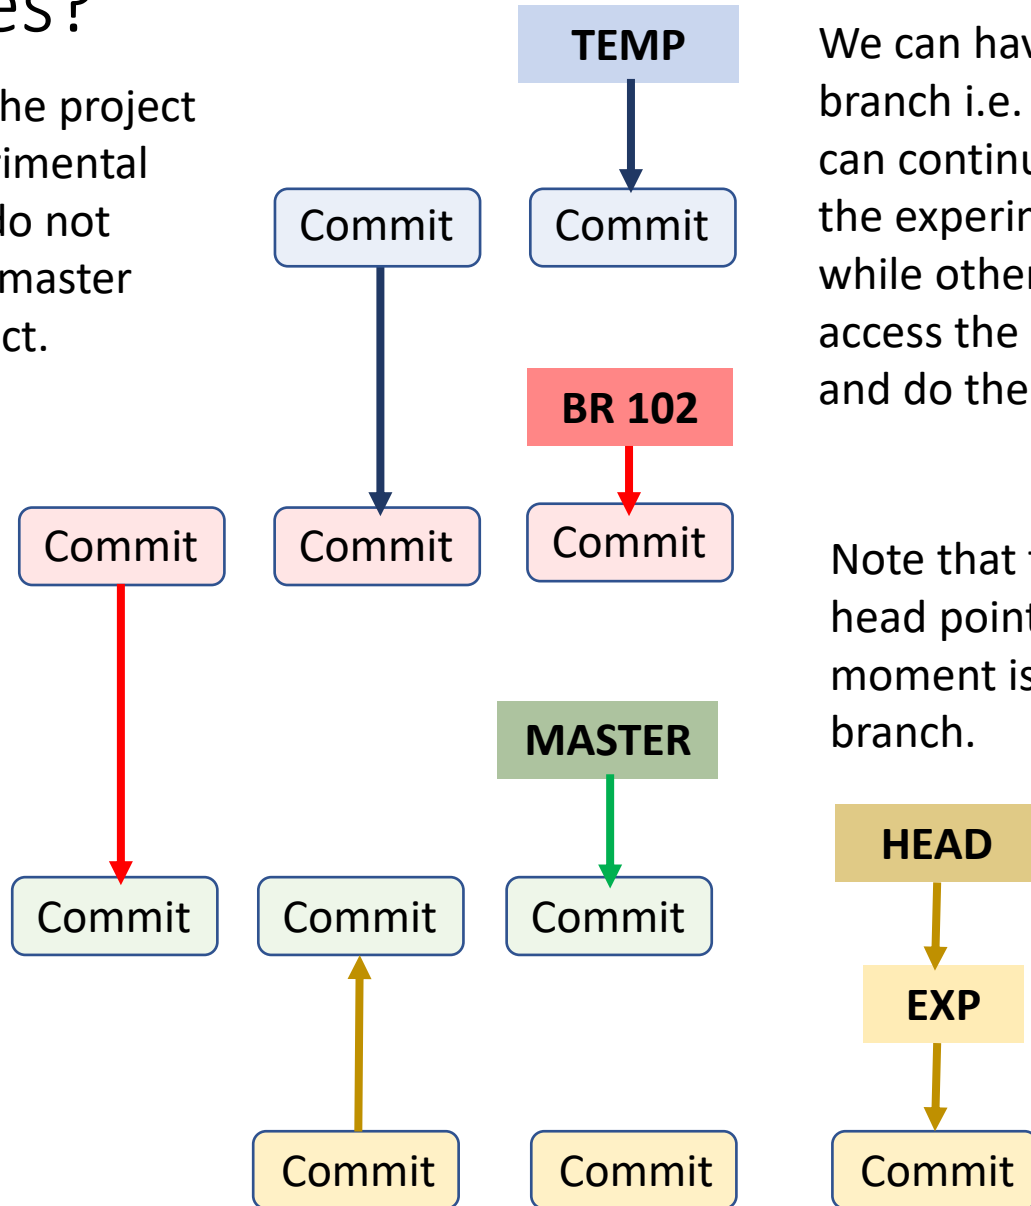 es?
he project
rimental
do not
master
ct.
TEMP
Commit
Commit
We can hav
branch i.e.
can continu
the experin
while other
access the
and do the
BR 102
Commit
Commit
Commit
Note that
head point
moment is
branch.
MASTER
Commit
Commit
Commit
HEAD
EXP
Commit
Commit
Commit